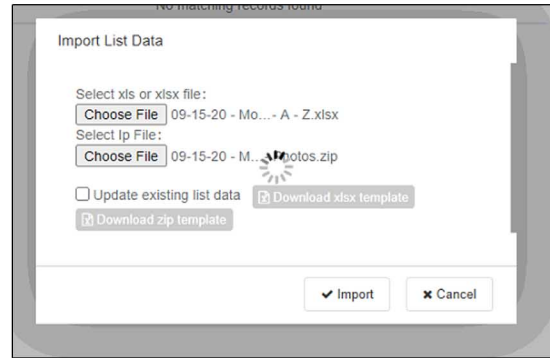 No matching records found
Import List Data
Select xls or xlsx file:
Choose File 09-15-20 - Mo...- A - Z.xlsx
Select Ip File:
Choose File 09-15-20 - M... otos.zip
Update existing list data Download xlsx template
Download zip template
Import Cancel